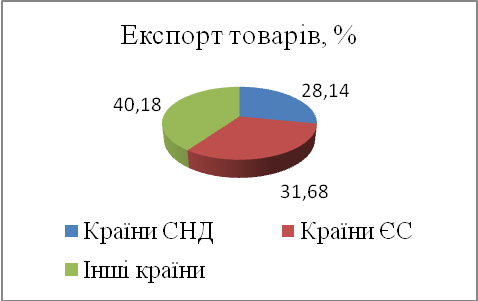 Експорт товарів, %
28,14
40,18
31,68
Країни СНД
Країни ЄС
Інші країни